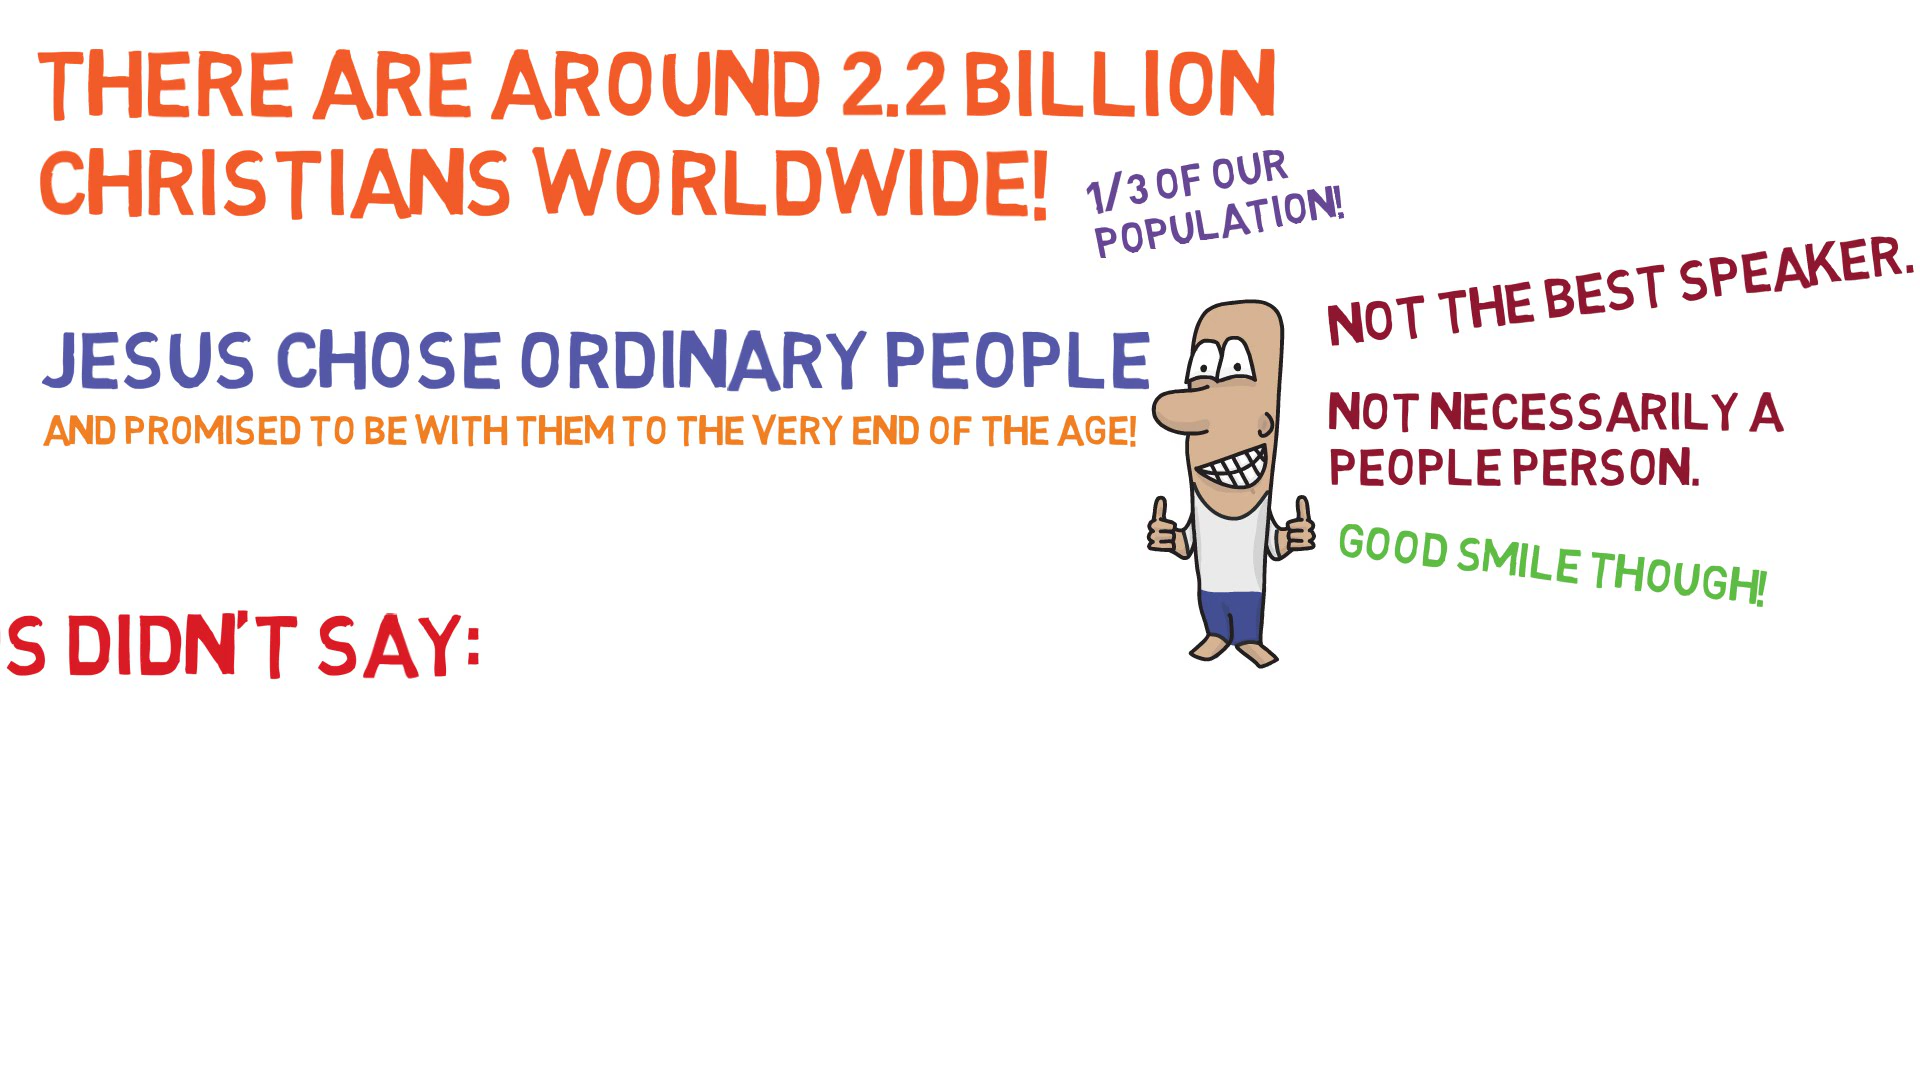 THERE ARE AROUND 2.2 BILLION
CHRISTIANS WORLDWIDE!
1/3 OF OUR
POPULATION!
JESUS CHOSE ORDINARY PEOPLE
AND PROMISED TO BE WITH THEM TO THE VERY END OF THE AGE!
NOT THE BEST SPEAKER.
NOT NECESSARILY A
PEOPLE PERSON.
GOOD SMILE THOUGH!
S DIDN'T SAY: